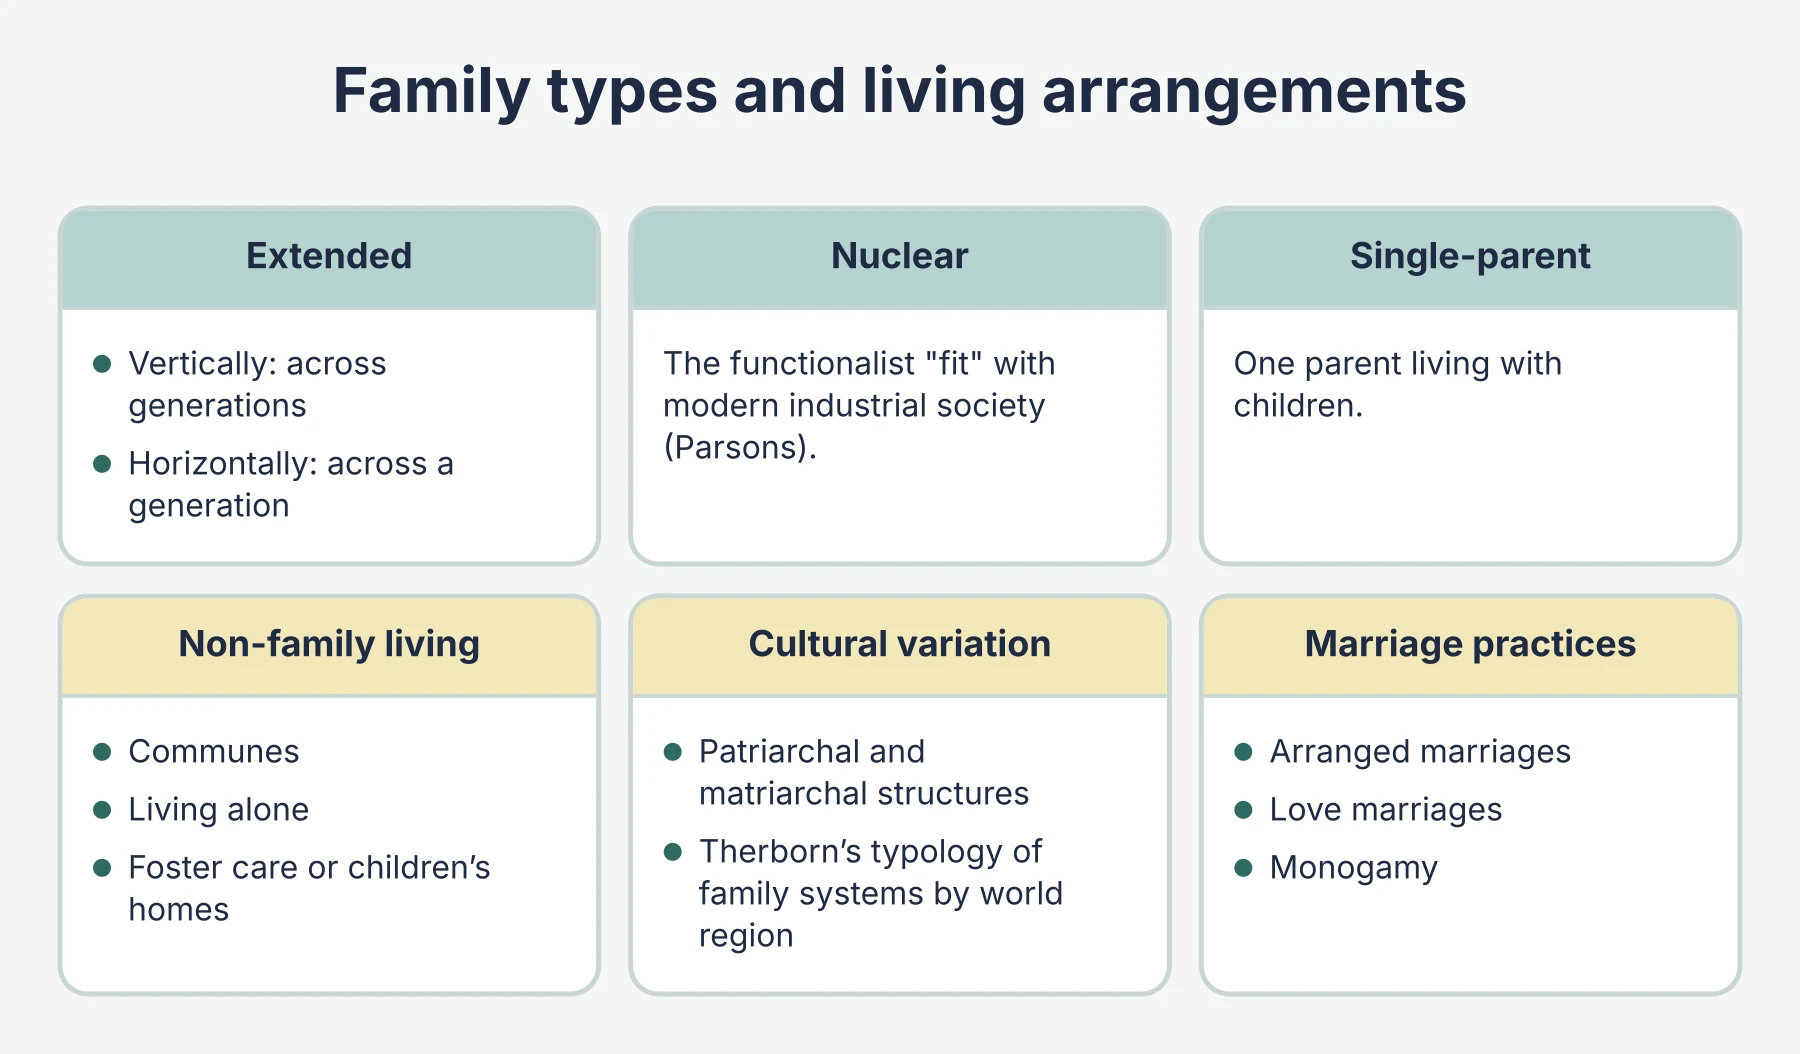 Family types and living arrangements
Extended
Vertically: across
generations
Horizontally: across a
generation
Nuclear
The functionalist "fit" with
modern industrial society
(Parsons).
Single-parent
One parent living with
children.
Non-family living
Communes
Living alone
Foster care or children’s
homes
Cultural variation
Patriarchal and
matriarchal structures
Therborn’s typology of
family systems by world
region
Marriage practices
Arranged marriages
Love marriages
Monogamy